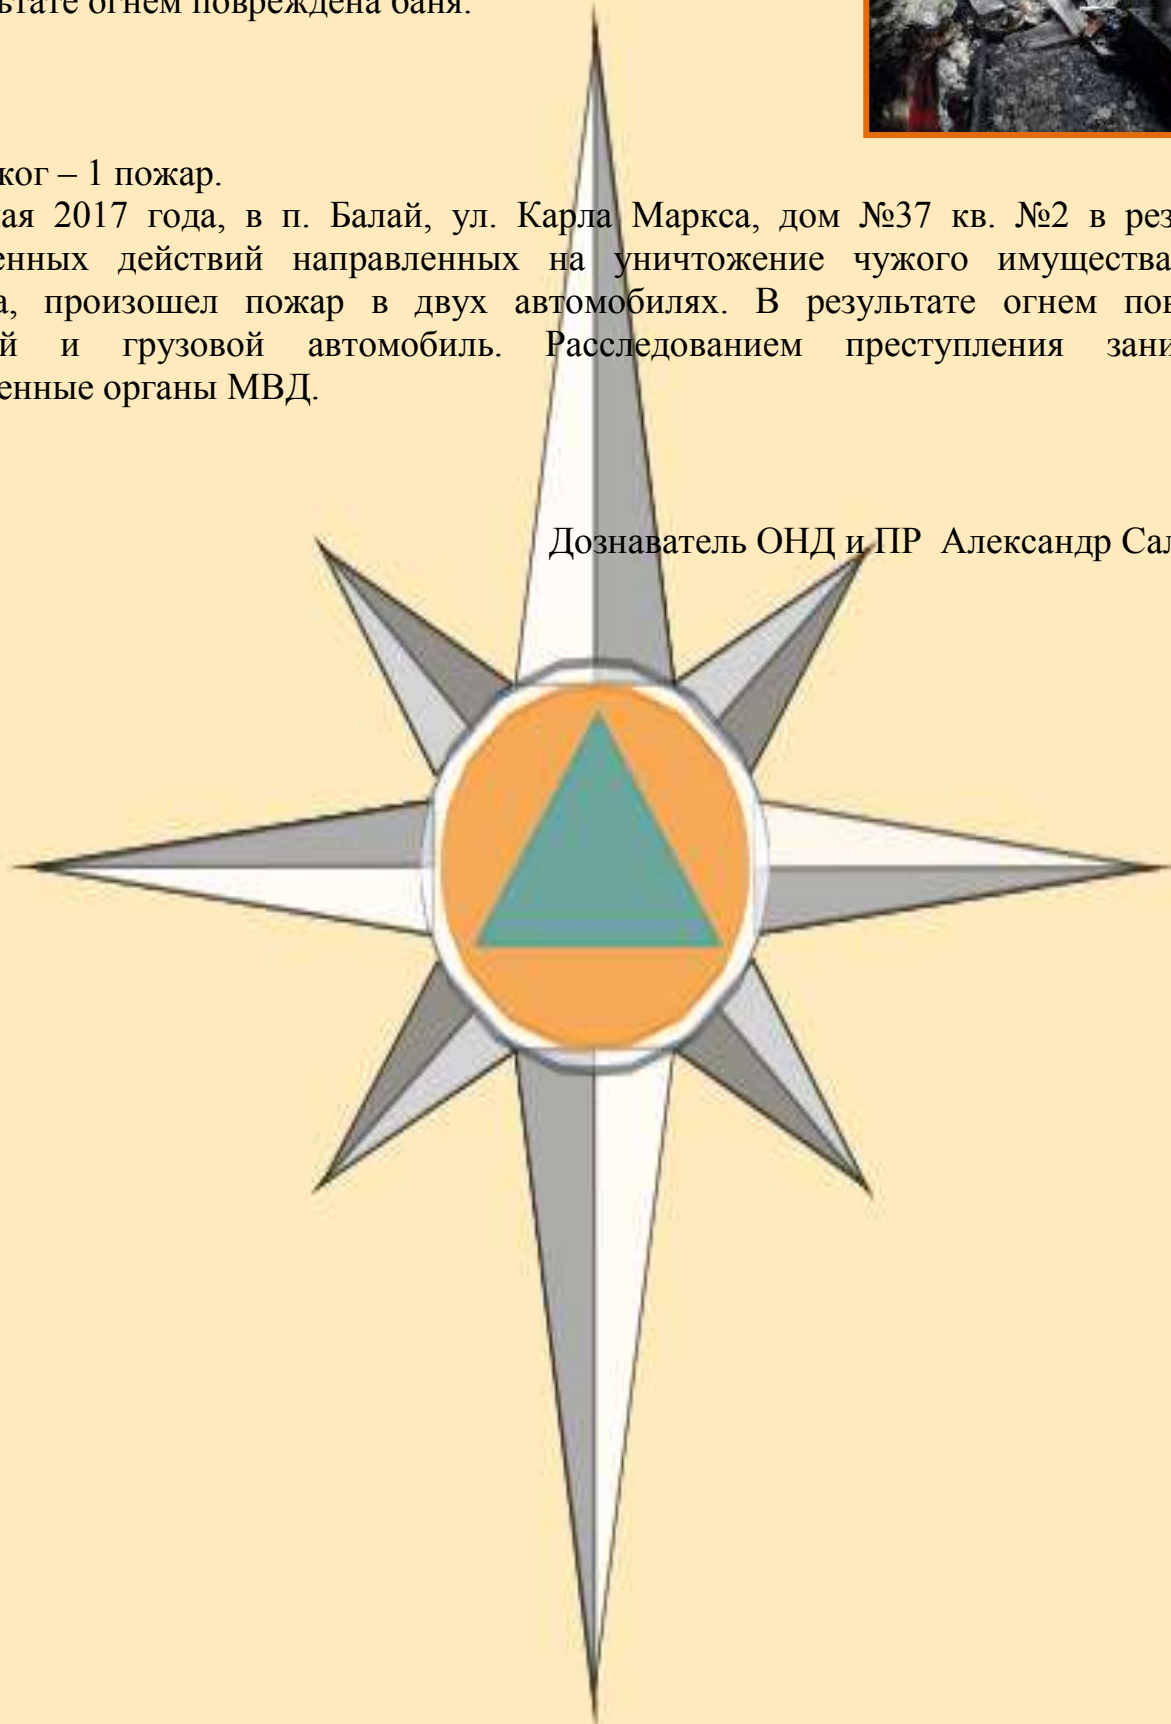 ьтате огнем повреждена баня.
жог – 1 пожар.
ая 2017 года, в п. Балай, ул. Карла Маркса, дом №37 кв. №2 в рез
енных действий направленных на уничтожение чужого имущества
а, произошел пожар в двух автомобилях. В результате огнем пов
й и грузовой автомобиль. Расследованием преступления зани
енные органы МВД.
Дознаватель ОНД и ПР Александр Сал